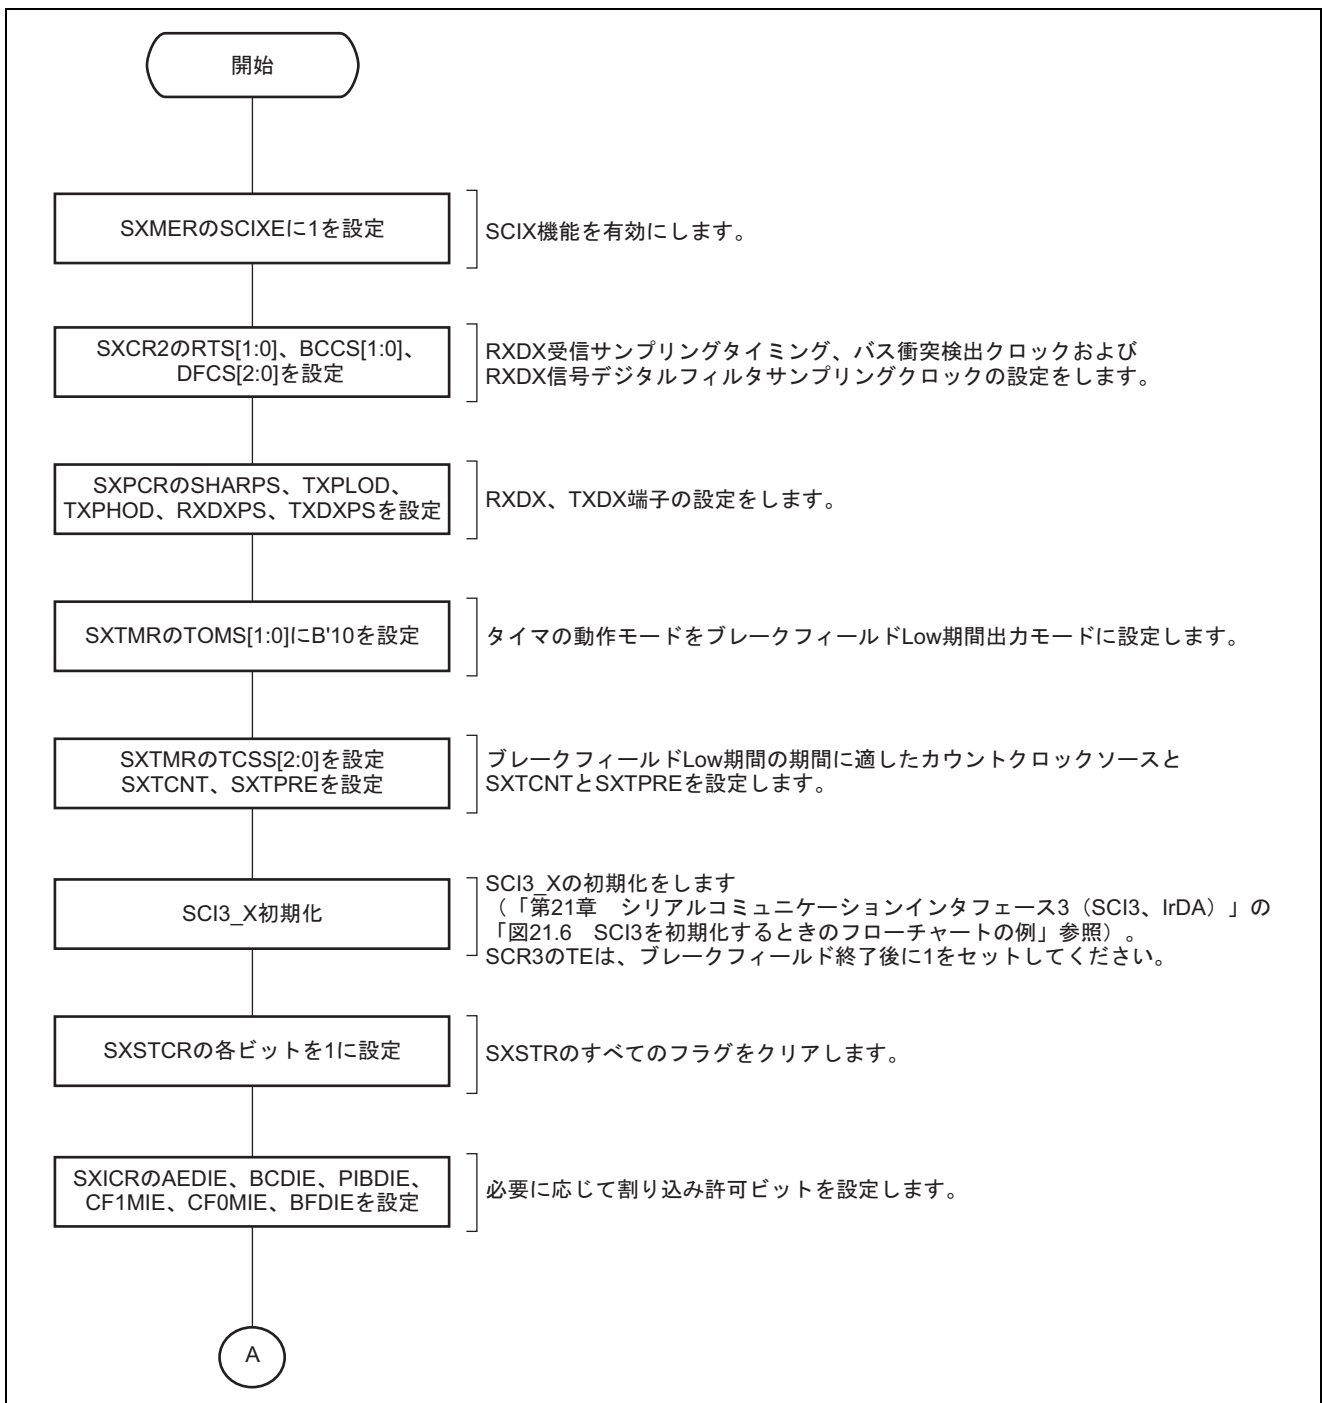 開始
SXMERのSCIXEに1を設定
SCIX機能を有効にします。
SXCR2のRTS[1:0]、BCCS[1:0]、
DFCS[2:0]を設定
RXDX受信サンプリングタイミング、バス衝突検出クロックおよび
RXDX信号デジタルフィルタサンプリングクロックの設定をします。
SXPCRのSHARPS、TXPLOD、
TXPHOD、RXDXPS、TXDXPSを設定
RXDX、TXDX端子の設定をします。
SXTMRのTOMS[1:0]にB'10を設定
タイマの動作モードをブレークフィールドLow期間出力モードに設定します。
SXTMRのTCSS[2:0]を設定
SXTCNT、SXTPREを設定
ブレークフィールドLow期間の期間に適したカウントクロックソースと
SXTCNTとSXTPREを設定します。
SCI3_X初期化
SCI3_Xの初期化をします
（「第21章　シリアルコミュニケーションインタフェース3（SCI3、IrDA）」の
「図21.6　SCI3を初期化するときのフローチャートの例」参照）。
SCR3のTEは、ブレークフィールド終了後に1をセットしてください。
SXSTCRの各ビットを1に設定
SXSTRのすべてのフラグをクリアします。
SXICRのAEDIE、BCDIE、PIBDIE、
CF1MIE、CF0MIE、BFDIEを設定
必要に応じて割り込み許可ビットを設定します。
A